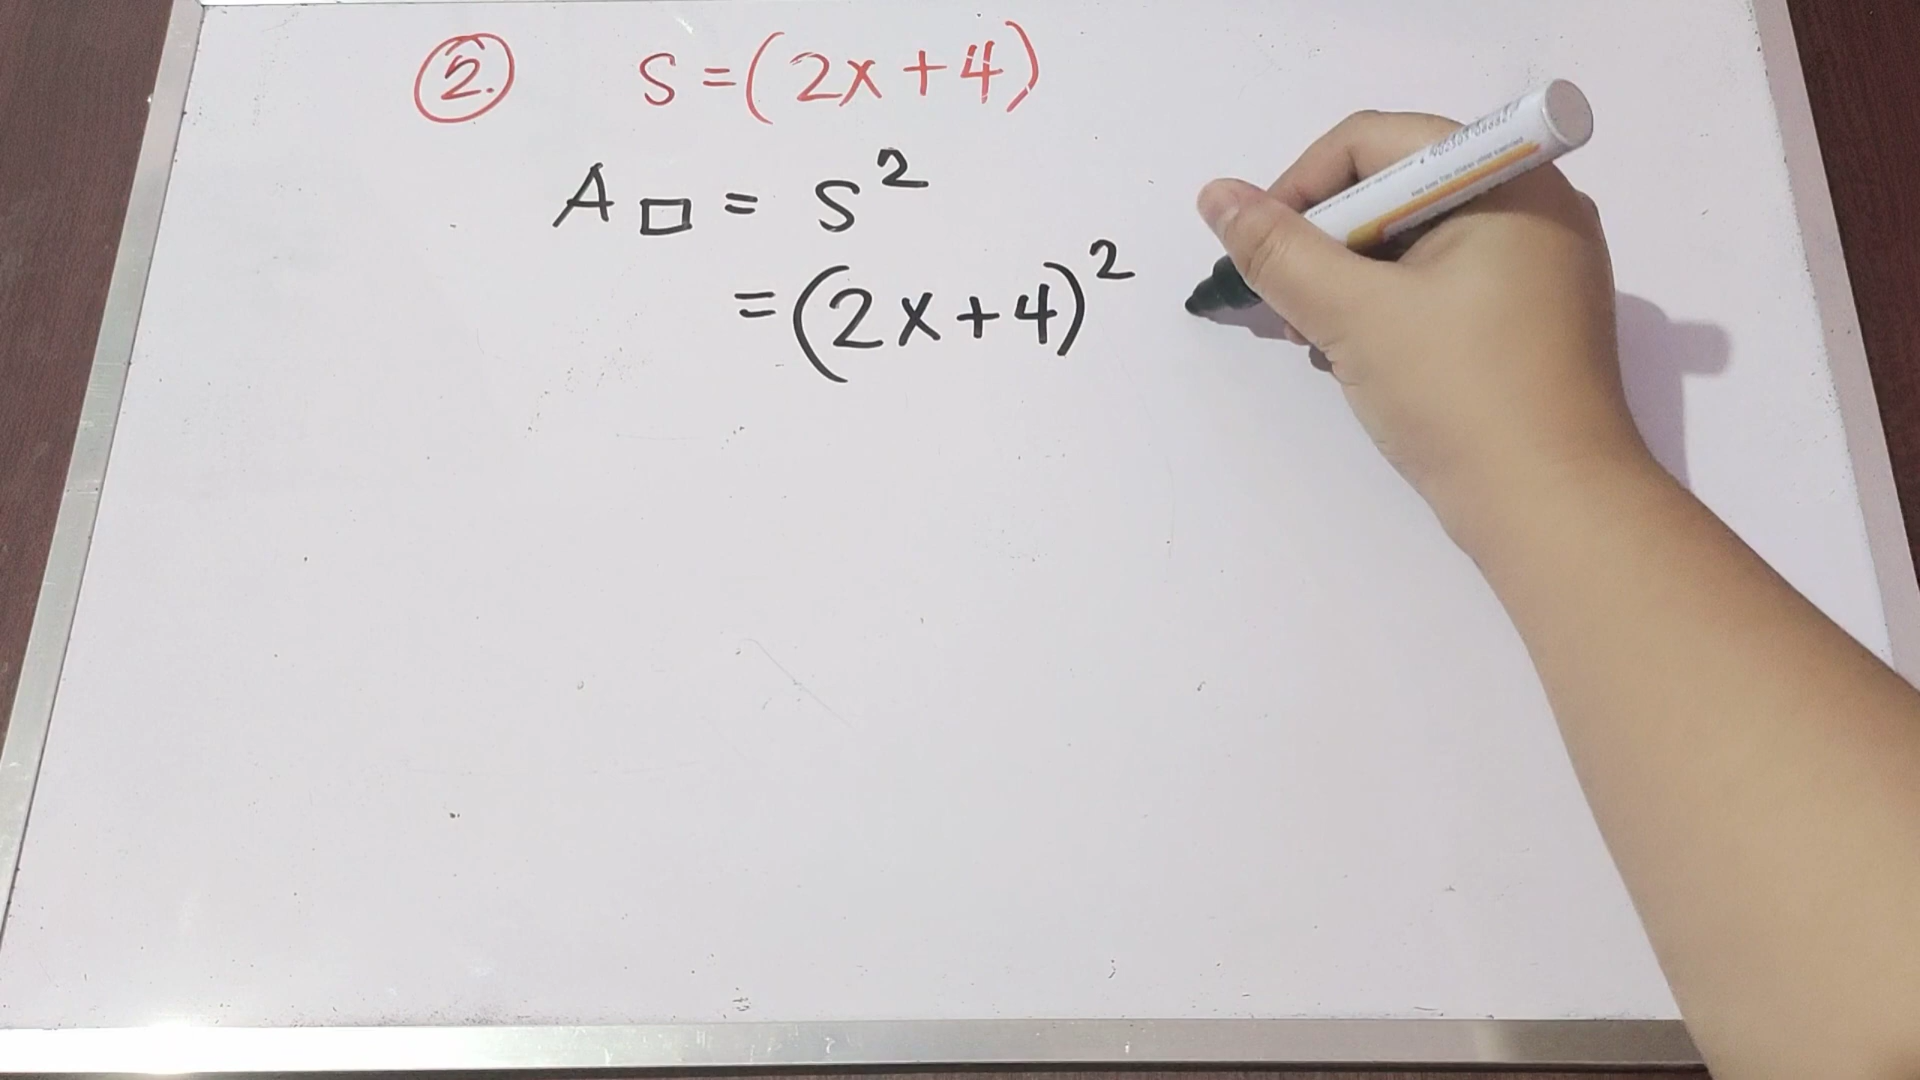 2. S=(2x+4)
A □ = S²
=(2x+4)²